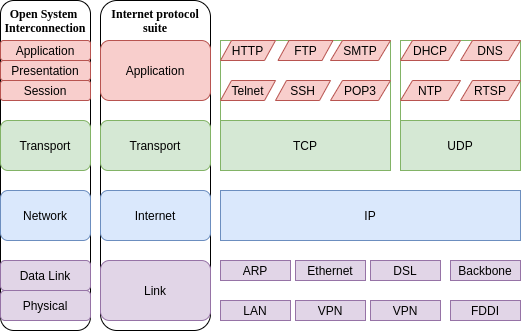 Open System
Interconnection
Internet protocol
suite
Application
Presentation
Session
Application
HTTP FTP SMTP
DHCP DNS
Telnet SSH POP3
NTP RTSP
Transport
Transport
TCP
UDP
Network
Internet
IP
Data Link
Physical
Link
ARP Ethernet DSL Backbone
LAN VPN VPN FDDI